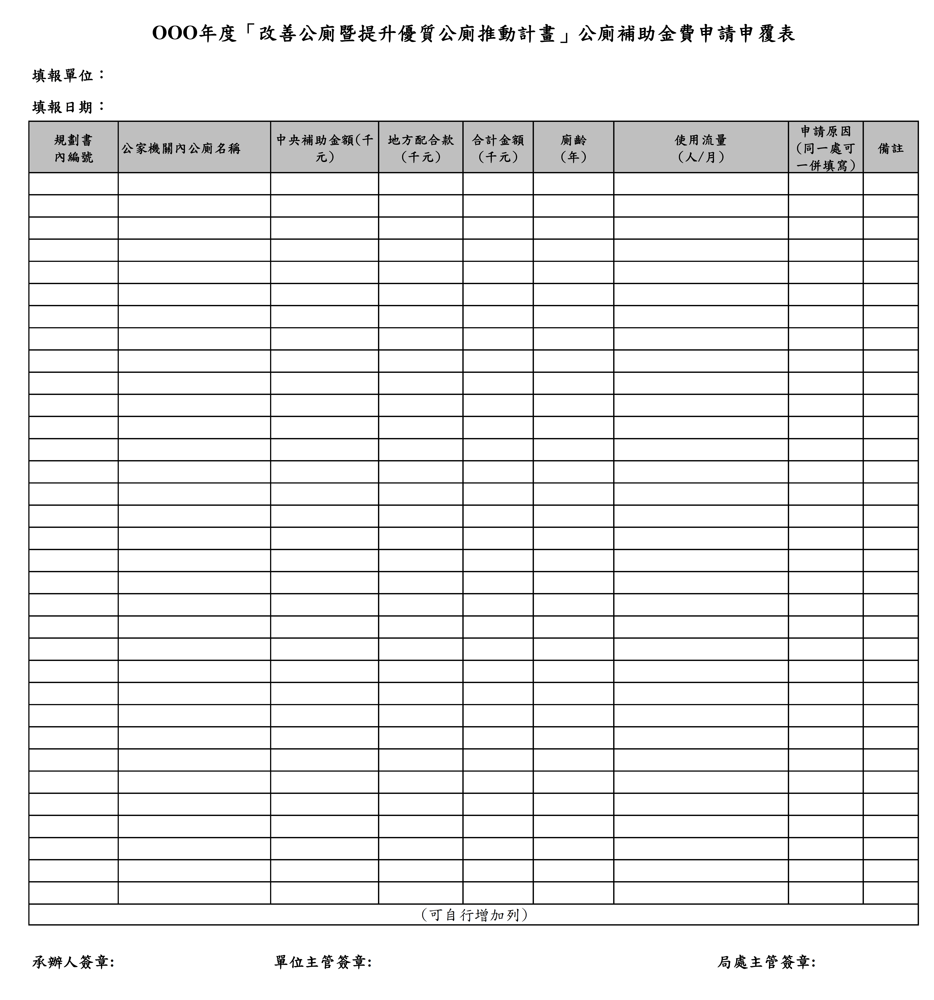 OOO年度「改善公廁暨提升優質公廁推動計畫」公廁補助金費申請申覆表
填報單位：
填報日期：
規劃書
內編號
公家機關內公廁名稱
中央補助金額(千
元)
地方配合款
(千元)
合計金額
(千元)
廁齡
(年)
使用流量
(人/月)
申請原因
(同一處可
一併填寫)
備註
(可自行增加列)
承辦人簽章:
單位主管簽章:
局處主管簽章: